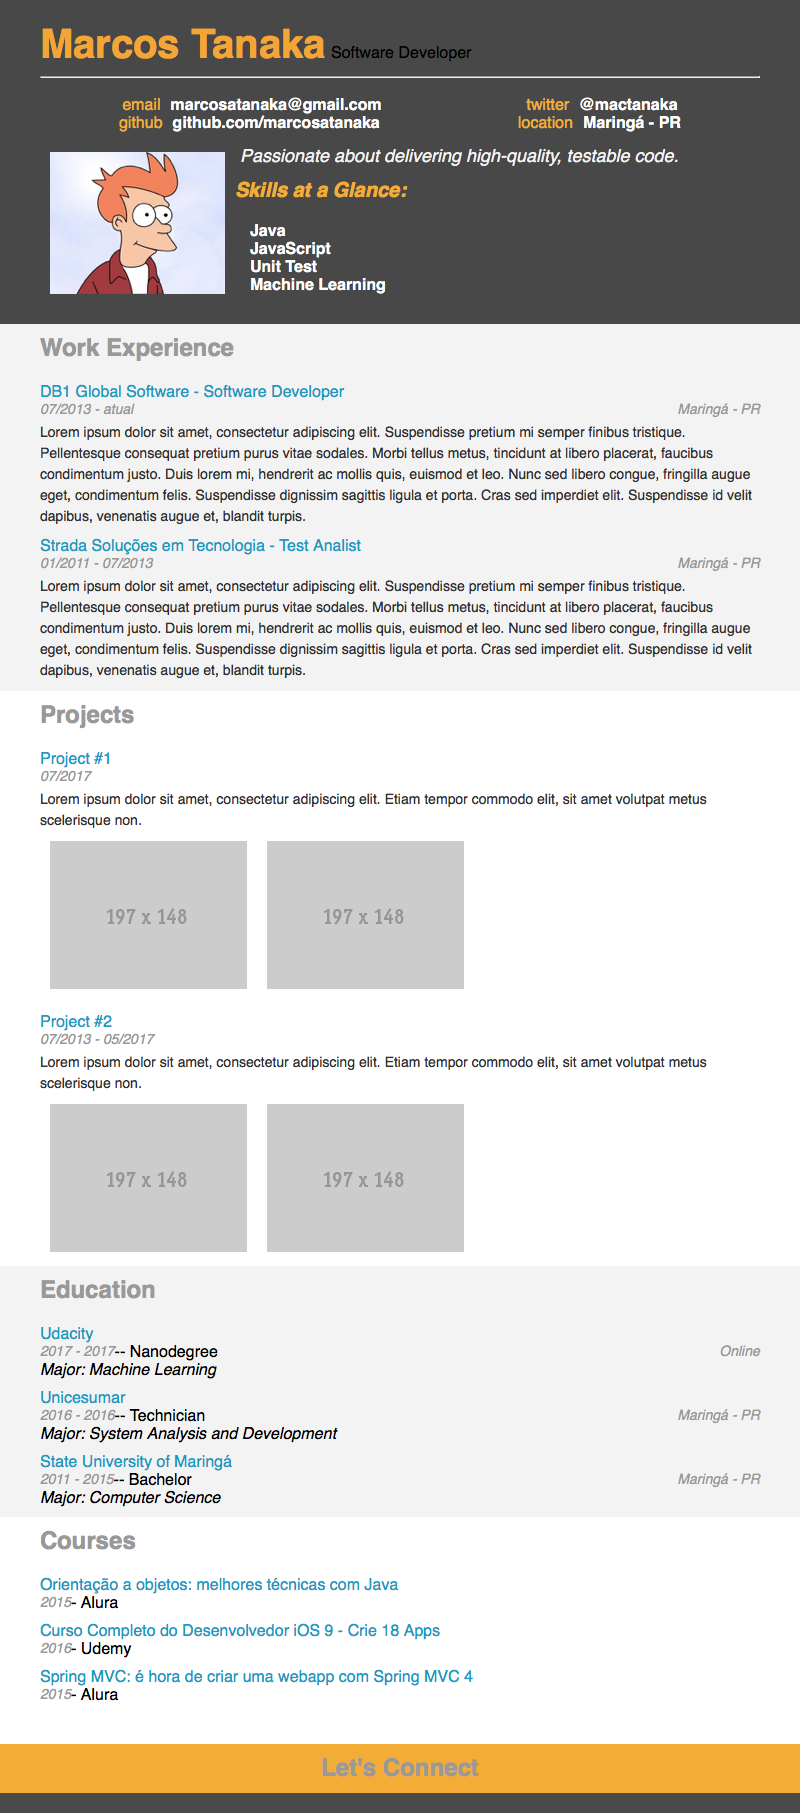 Marcos Tanaka Software Developer
email marcosatanaka@gmail.com twitter @mactanaka
github github.com/marcosatanaka location Maringá - PR
Passionate about delivering high-quality, testable code.
Skills at a Glance:
Java
JavaScript
Unit Test
Machine Learning
Work Experience
DB1 Global Software - Software Developer
07/2013 - atual Maringá - PR
Lorem ipsum dolor sit amet, consectetur adipiscing elit. Suspendisse pretium mi semper finibus tristique.
Pellentesque consequat pretium purus vitae sodales. Morbi tellus metus, tincidunt at libero placerat, faucibus
condimentum justo. Duis lorem mi, hendrerit ac mollis quis, euismod et leo. Nunc sed libero congue, fringilla augue
eget, condimentum felis. Suspendisse dignissim sagittis ligula et porta. Cras sed imperdiet elit. Suspendisse id velit
dapibus, venenatis augue et, blandit turpis.
Strada Soluções em Tecnologia - Test Analist
01/2011 - 07/2013 Maringá - PR
Lorem ipsum dolor sit amet, consectetur adipiscing elit. Suspendisse pretium mi semper finibus tristique.
Pellentesque consequat pretium purus vitae sodales. Morbi tellus metus, tincidunt at libero placerat, faucibus
condimentum justo. Duis lorem mi, hendrerit ac mollis quis, euismod et leo. Nunc sed libero congue, fringilla augue
eget, condimentum felis. Suspendisse dignissim sagittis ligula et porta. Cras sed imperdiet elit. Suspendisse id velit
dapibus, venenatis augue et, blandit turpis.
Projects
Project #1
07/2017
Lorem ipsum dolor sit amet, consectetur adipiscing elit. Etiam tempor commodo elit, sit amet volutpat metus
scelerisque non.
197 x 148 197 x 148
Project #2
07/2013 - 05/2017
Lorem ipsum dolor sit amet, consectetur adipiscing elit. Etiam tempor commodo elit, sit amet volutpat metus
scelerisque non.
197 x 148 197 x 148
Education
Udacity
2017 - 2017-- Nanodegree Online
Major: Machine Learning
Unicesumar
2016 - 2016-- Technician Maringá - PR
Major: System Analysis and Development
State University of Maringá
2011 - 2015-- Bachelor Maringá - PR
Major: Computer Science
Courses
Orientação a objetos: melhores técnicas com Java
2015- Alura
Curso Completo do Desenvolvedor iOS 9 - Crie 18 Apps
2016- Udemy
Spring MVC: é hora de criar uma webapp com Spring MVC 4
2015- Alura
Let's Connect